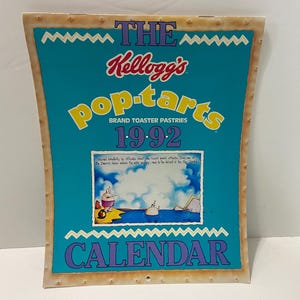 THE
Kellogg's
pop·tarts
BRAND TOASTER PASTRIES
1992
CALENDAR